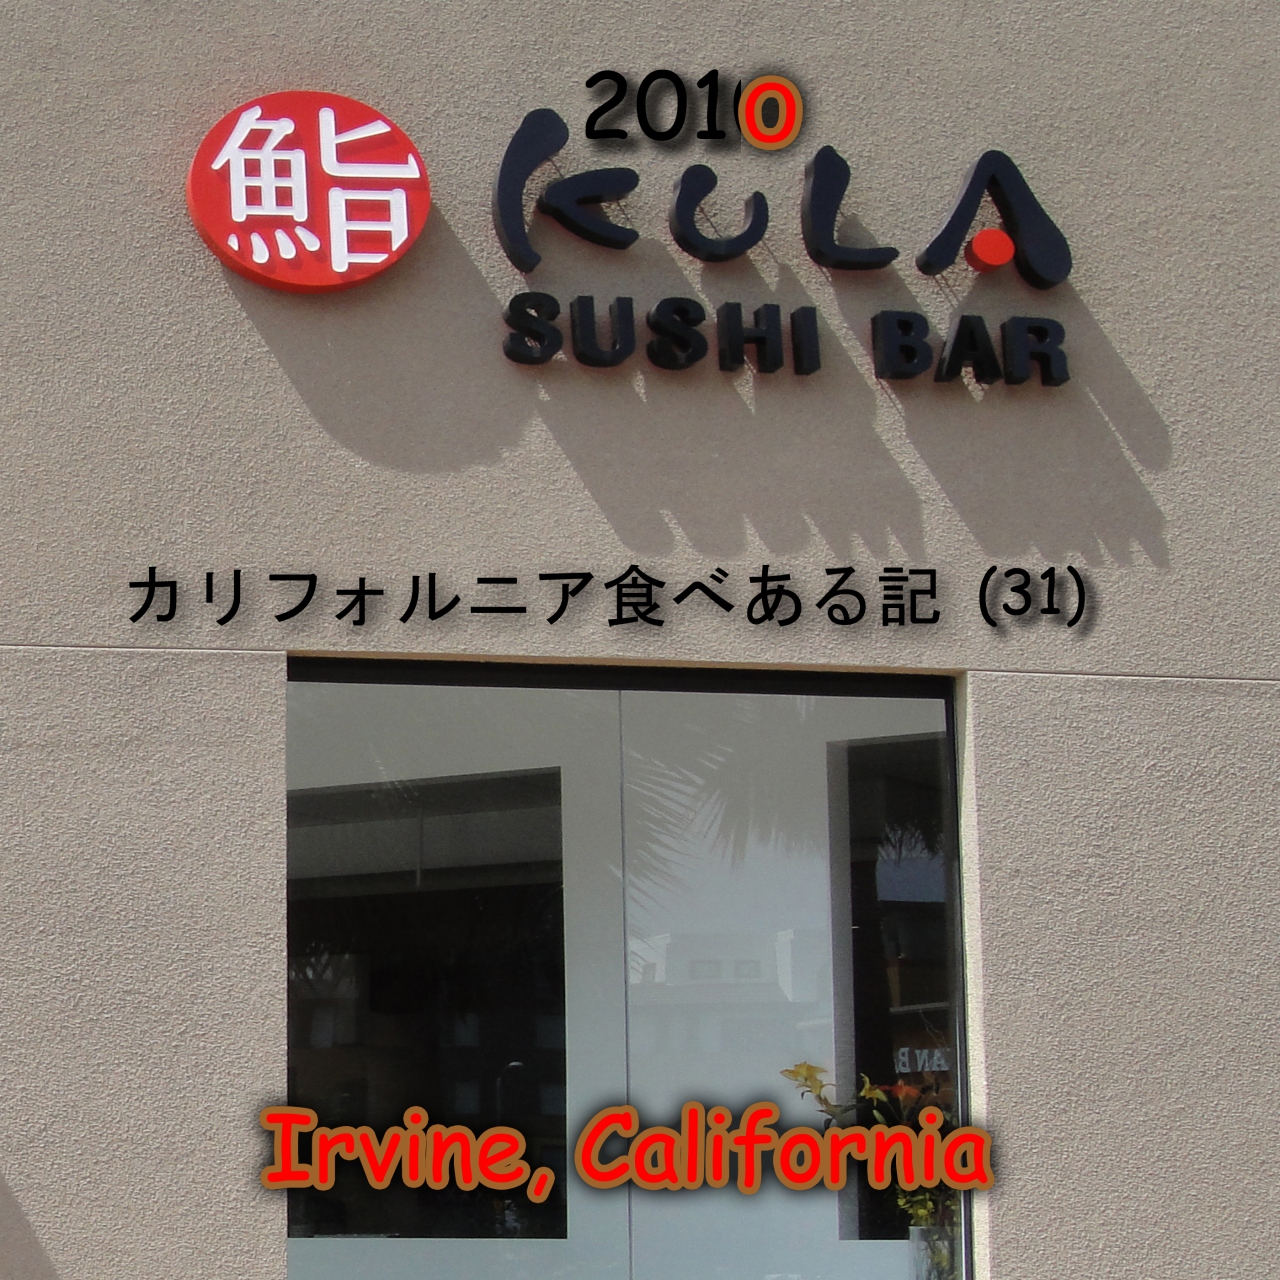 2010
鮨 KULA
SUSHI BAR
カリフォルニア食べある記 (31)
Irvine, California